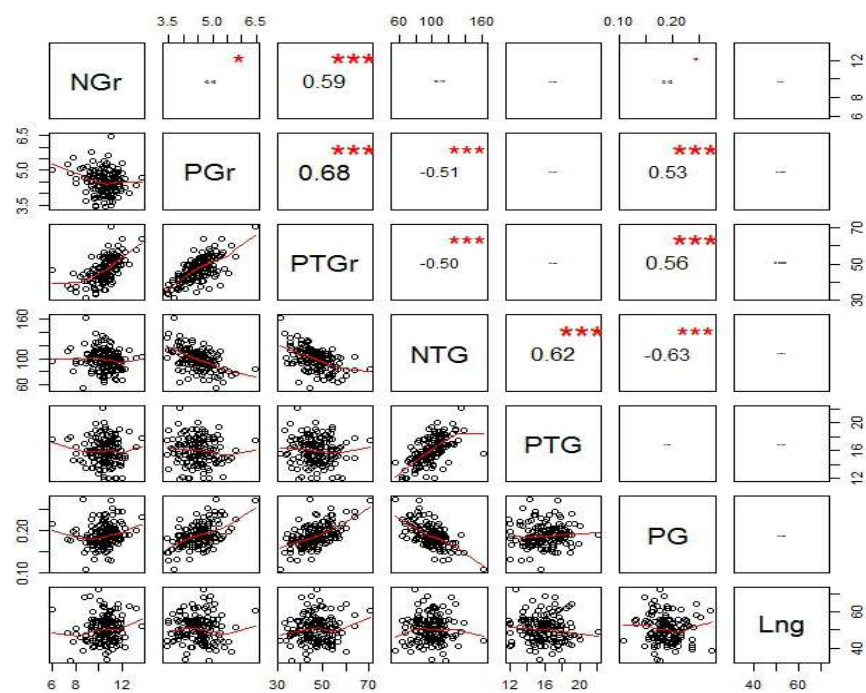 3.5 5.0 6.5 60 100 160 0.10 0.20
NGr * *** 0.59 * 6 8 12
3.5 5.0 6.5 PGr *** 0.68 *** -0.51 *** 0.53
PTGr *** -0.50 *** 0.56 30 50 70
60 100 160 NTG *** 0.62 *** -0.63
PTG 12 16 20
0.10 0.20 PG
Lng 40 60
6 8 12 30 50 70 12 16 20 40 60